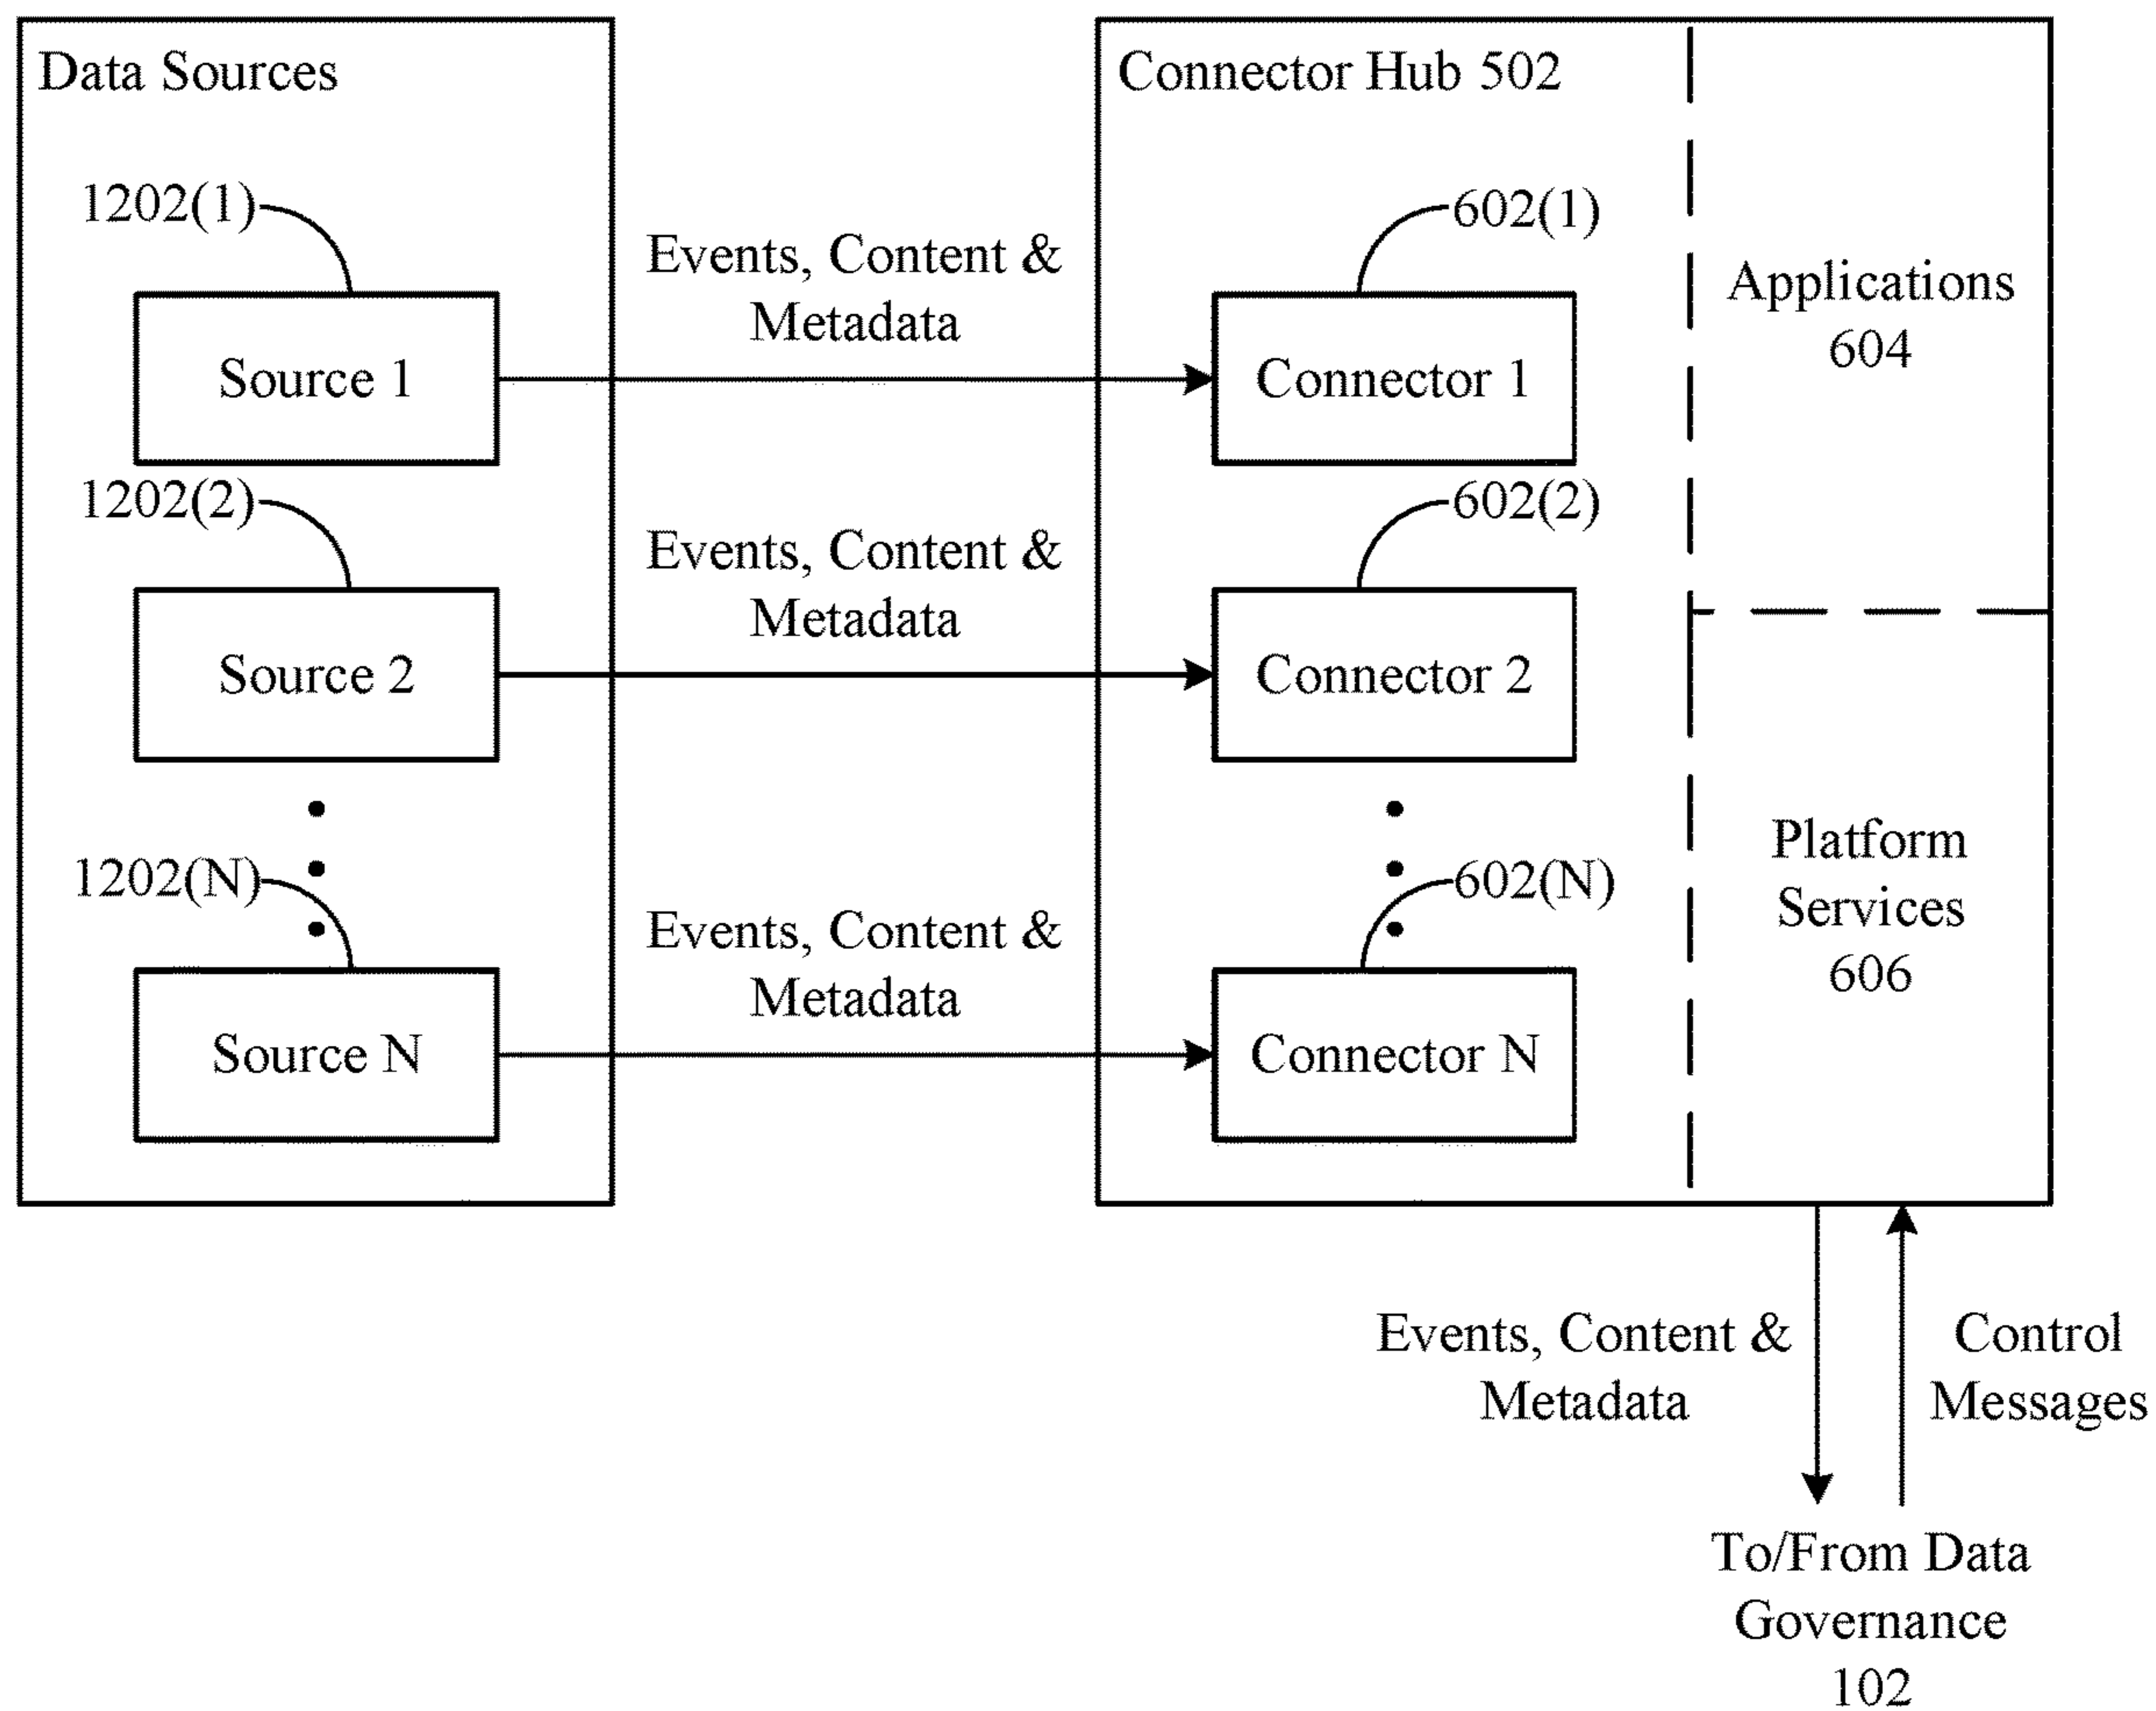 Data Sources
Connector Hub 502
1202(1)
Events, Content &
Metadata
602(1)
Source 1
Connector 1
Applications
604
1202(2)
Events, Content &
Metadata
602(2)
Source 2
Connector 2
1202(N)
Events, Content &
Metadata
602(N)
Source N
Connector N
Platform
Services
606
Events, Content &
Metadata
Control
Messages
To/From Data
Governance
102